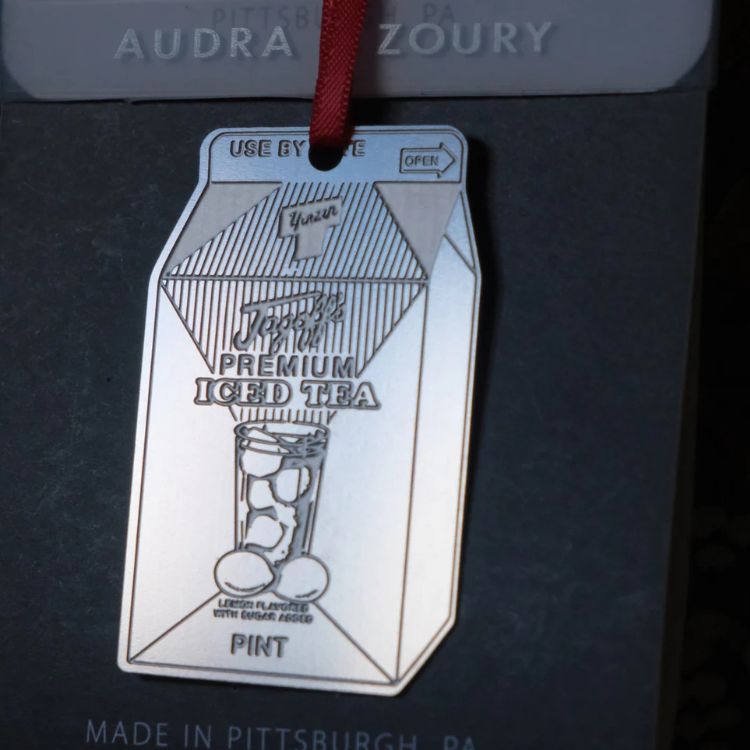 PITTSBURGH, PA
AUDRA ZOURY
USE BY
OPEN
Yinzer
PREMIUM
ICED TEA
LEMON FLAVORED
WITH SUGAR ADDED
PINT
MADE IN PITTSBURGH, PA